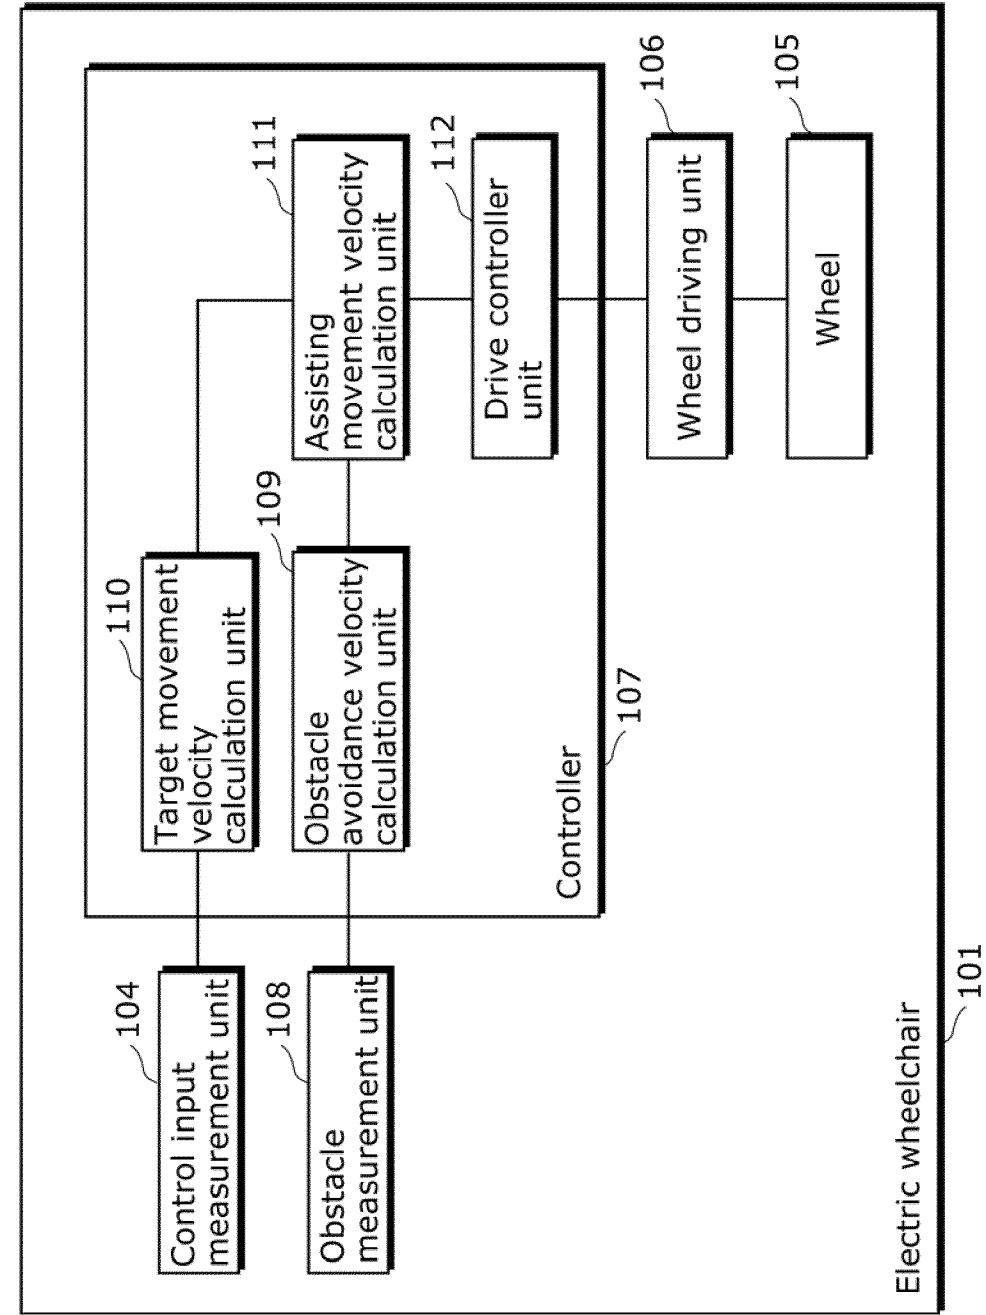 104
Control input
measurement unit
110
Target movement
velocity
calculation unit
111
Assisting
movement velocity
calculation unit
108
Obstacle
measurement unit
109
Obstacle
avoidance velocity
calculation unit
112
Drive controller
unit
Controller
107
106
Wheel driving unit
105
Wheel
Electric wheelchair
101